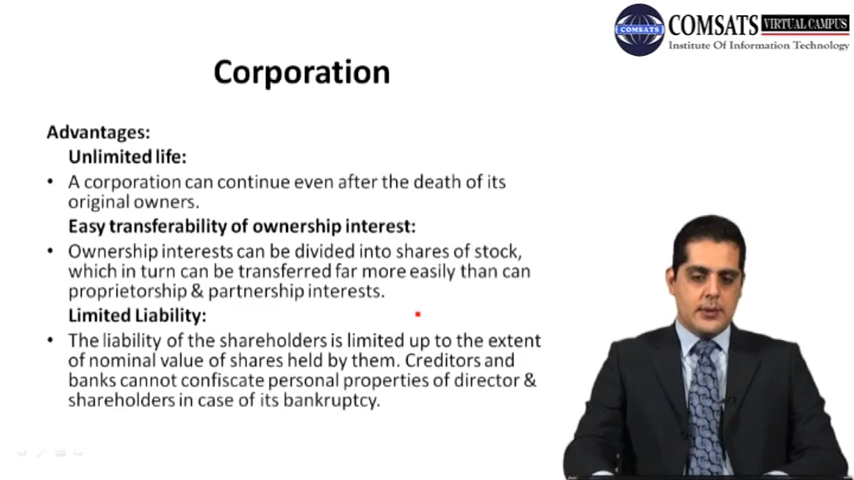 COMSATS
COMSATS VIRTUAL CAMPUS
Institute Of Information Technology
Corporation
Advantages:
Unlimited life:
• A corporation can continue even after the death of its
original owners.
Easy transferability of ownership interest:
• Ownership interests can be divided into shares of stock,
which in turn can be transferred far more easily than can
proprietorship & partnership interests.
Limited Liability:
• The liability of the shareholders is limited up to the extent
of nominal value of shares held by them. Creditors and
banks cannot confiscate personal properties of director &
shareholders in case of its bankruptcy.